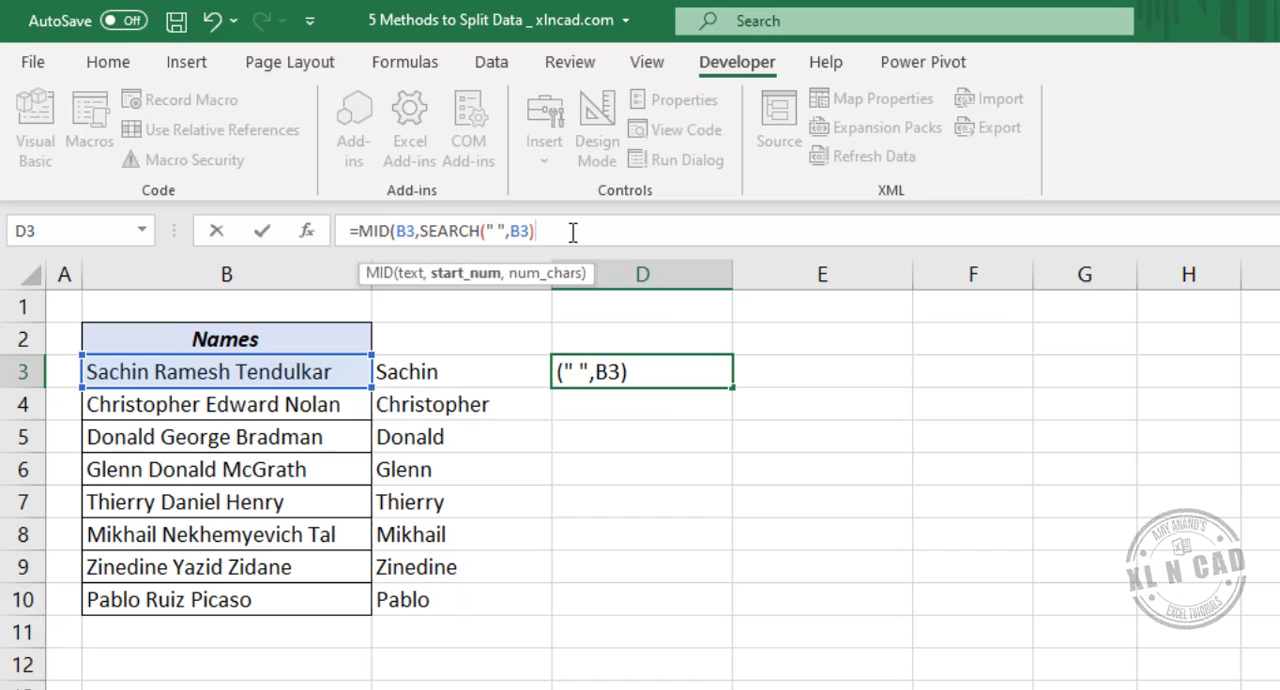 AutoSave Off 5 Methods to Split Data _ xlncad.com Search
File Home Insert Page Layout Formulas Data Review View Developer Help Power Pivot
Visual Basic
Macros
Record Macro
Use Relative References
Macro Security
Code
Add-ins
Excel Add-ins
COM Add-ins
Add-ins
Insert
Design Mode
Properties
View Code
Run Dialog
Controls
Source
Map Properties
Expansion Packs
Refresh Data
Import
Export
XML
D3 fx =MID(B3,SEARCH(" ",B3)
MID(text, start_num, num_chars)
A B D E F G H
1
2 Names
3 Sachin Ramesh Tendulkar Sachin (" ",B3)
4 Christopher Edward Nolan Christopher
5 Donald George Bradman Donald
6 Glenn Donald McGrath Glenn
7 Thierry Daniel Henry Thierry
8 Mikhail Nekhemyevich Tal Mikhail
9 Zinedine Yazid Zidane Zinedine
10 Pablo Ruiz Picaso Pablo
11
12
AJAY ANAND'S
XL N CAD
EXCEL TUTORIALS